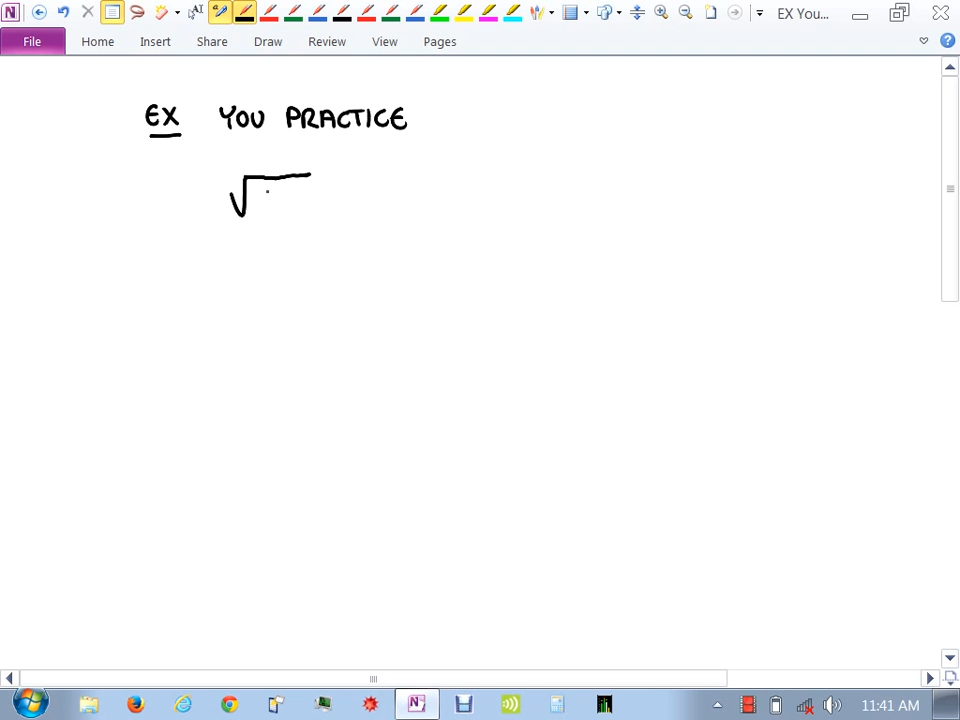 EX You...
File Home Insert Share Draw Review View Pages
EX YOU PRACTICE
√
11:41 AM